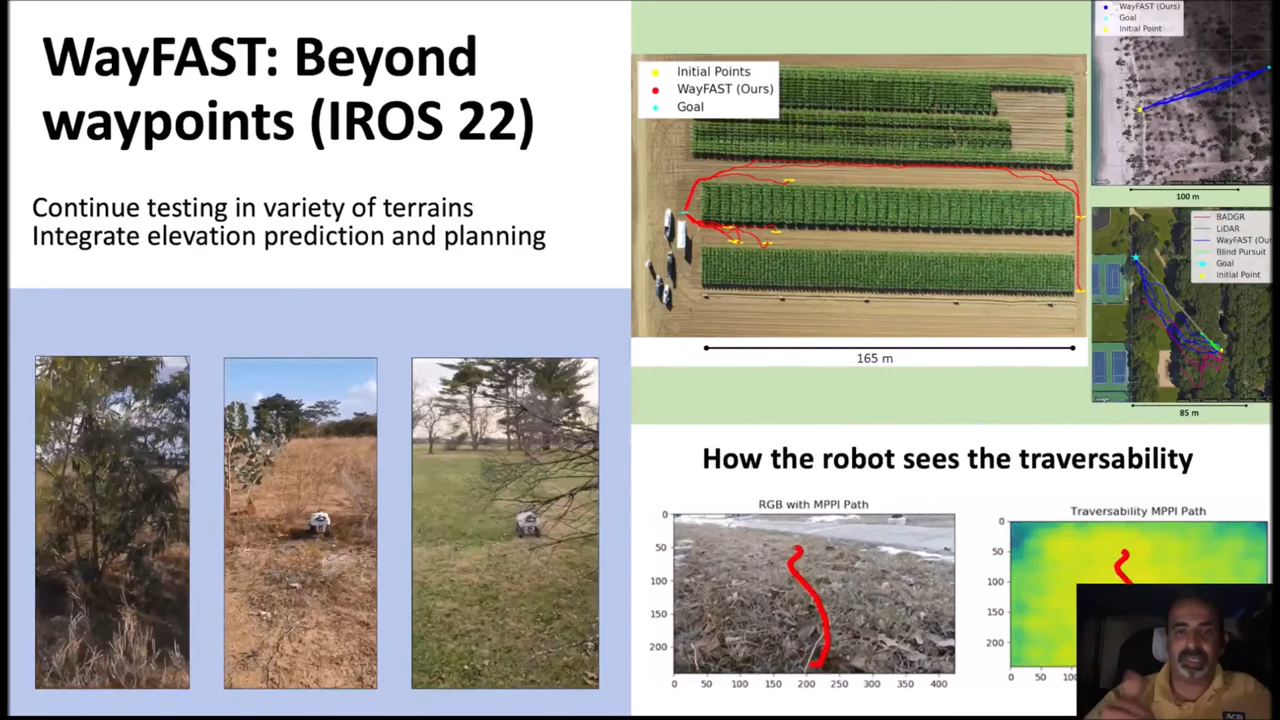 WayFAST: Beyond
waypoints (IROS 22)
Continue testing in variety of terrains
Integrate elevation prediction and planning
Initial Points
WayFAST (Ours)
Goal
165 m
WayFAST (Ours)
Goal
Initial Point
100 m
BADGR
LiDAR
WayFAST (Our
Blind Pursuit
Goal
Initial Point
85 m
How the robot sees the traversability
RGB with MPPI Path
0
50
100
150
200
0 50 100 150 200 250 300 350 400
Traversability MPPI Path
0
50
100
150
200
0 50 100